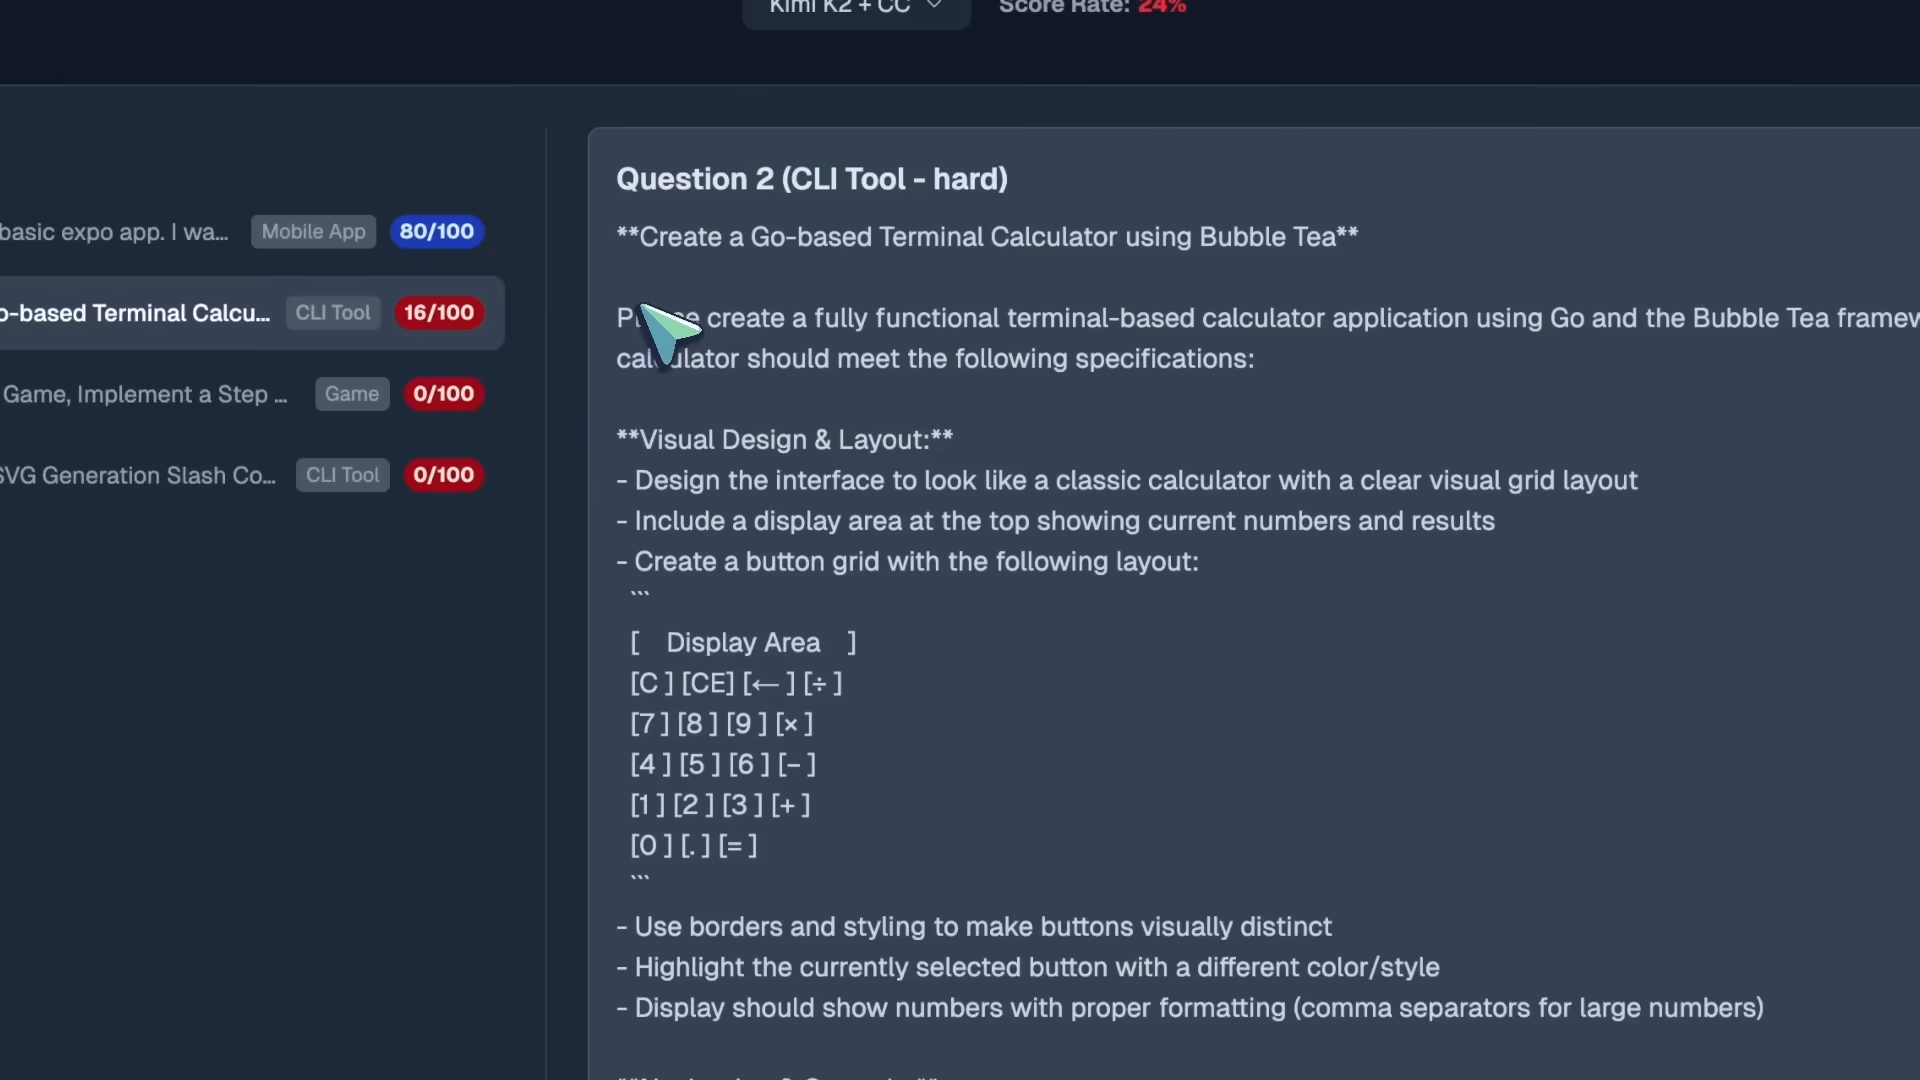 Kimi K2 + CC
Score Rate: 24%
basic expo app. I wa... Mobile App 80/100
o-based Terminal Calcu... CLI Tool 16/100
Game, Implement a Step ... Game 0/100
SVG Generation Slash Co... CLI Tool 0/100
Question 2 (CLI Tool - hard)
**Create a Go-based Terminal Calculator using Bubble Tea**
create a fully functional terminal-based calculator application using Go and the Bubble Tea framew
calculator should meet the following specifications:
**Visual Design & Layout:**
- Design the interface to look like a classic calculator with a clear visual grid layout
- Include a display area at the top showing current numbers and results
- Create a button grid with the following layout:
```
[ Display Area ]
[C ] [CE] [← ] [÷ ]
[7 ] [8 ] [9 ] [× ]
[4 ] [5 ] [6 ] [− ]
[1 ] [2 ] [3 ] [+ ]
[0 ] [. ] [= ]
```
- Use borders and styling to make buttons visually distinct
- Highlight the currently selected button with a different color/style
- Display should show numbers with proper formatting (comma separators for large numbers)